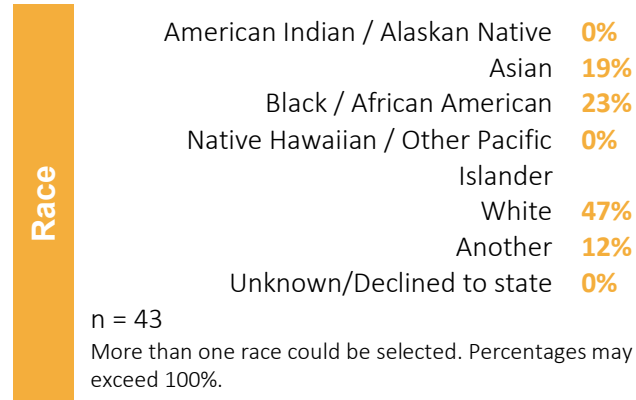 Race
American Indian / Alaskan Native 0%
Asian 19%
Black / African American 23%
Native Hawaiian / Other Pacific 0%
Islander
White 47%
Another 12%
Unknown/Declined to state 0%
n = 43
More than one race could be selected. Percentages may
exceed 100%.